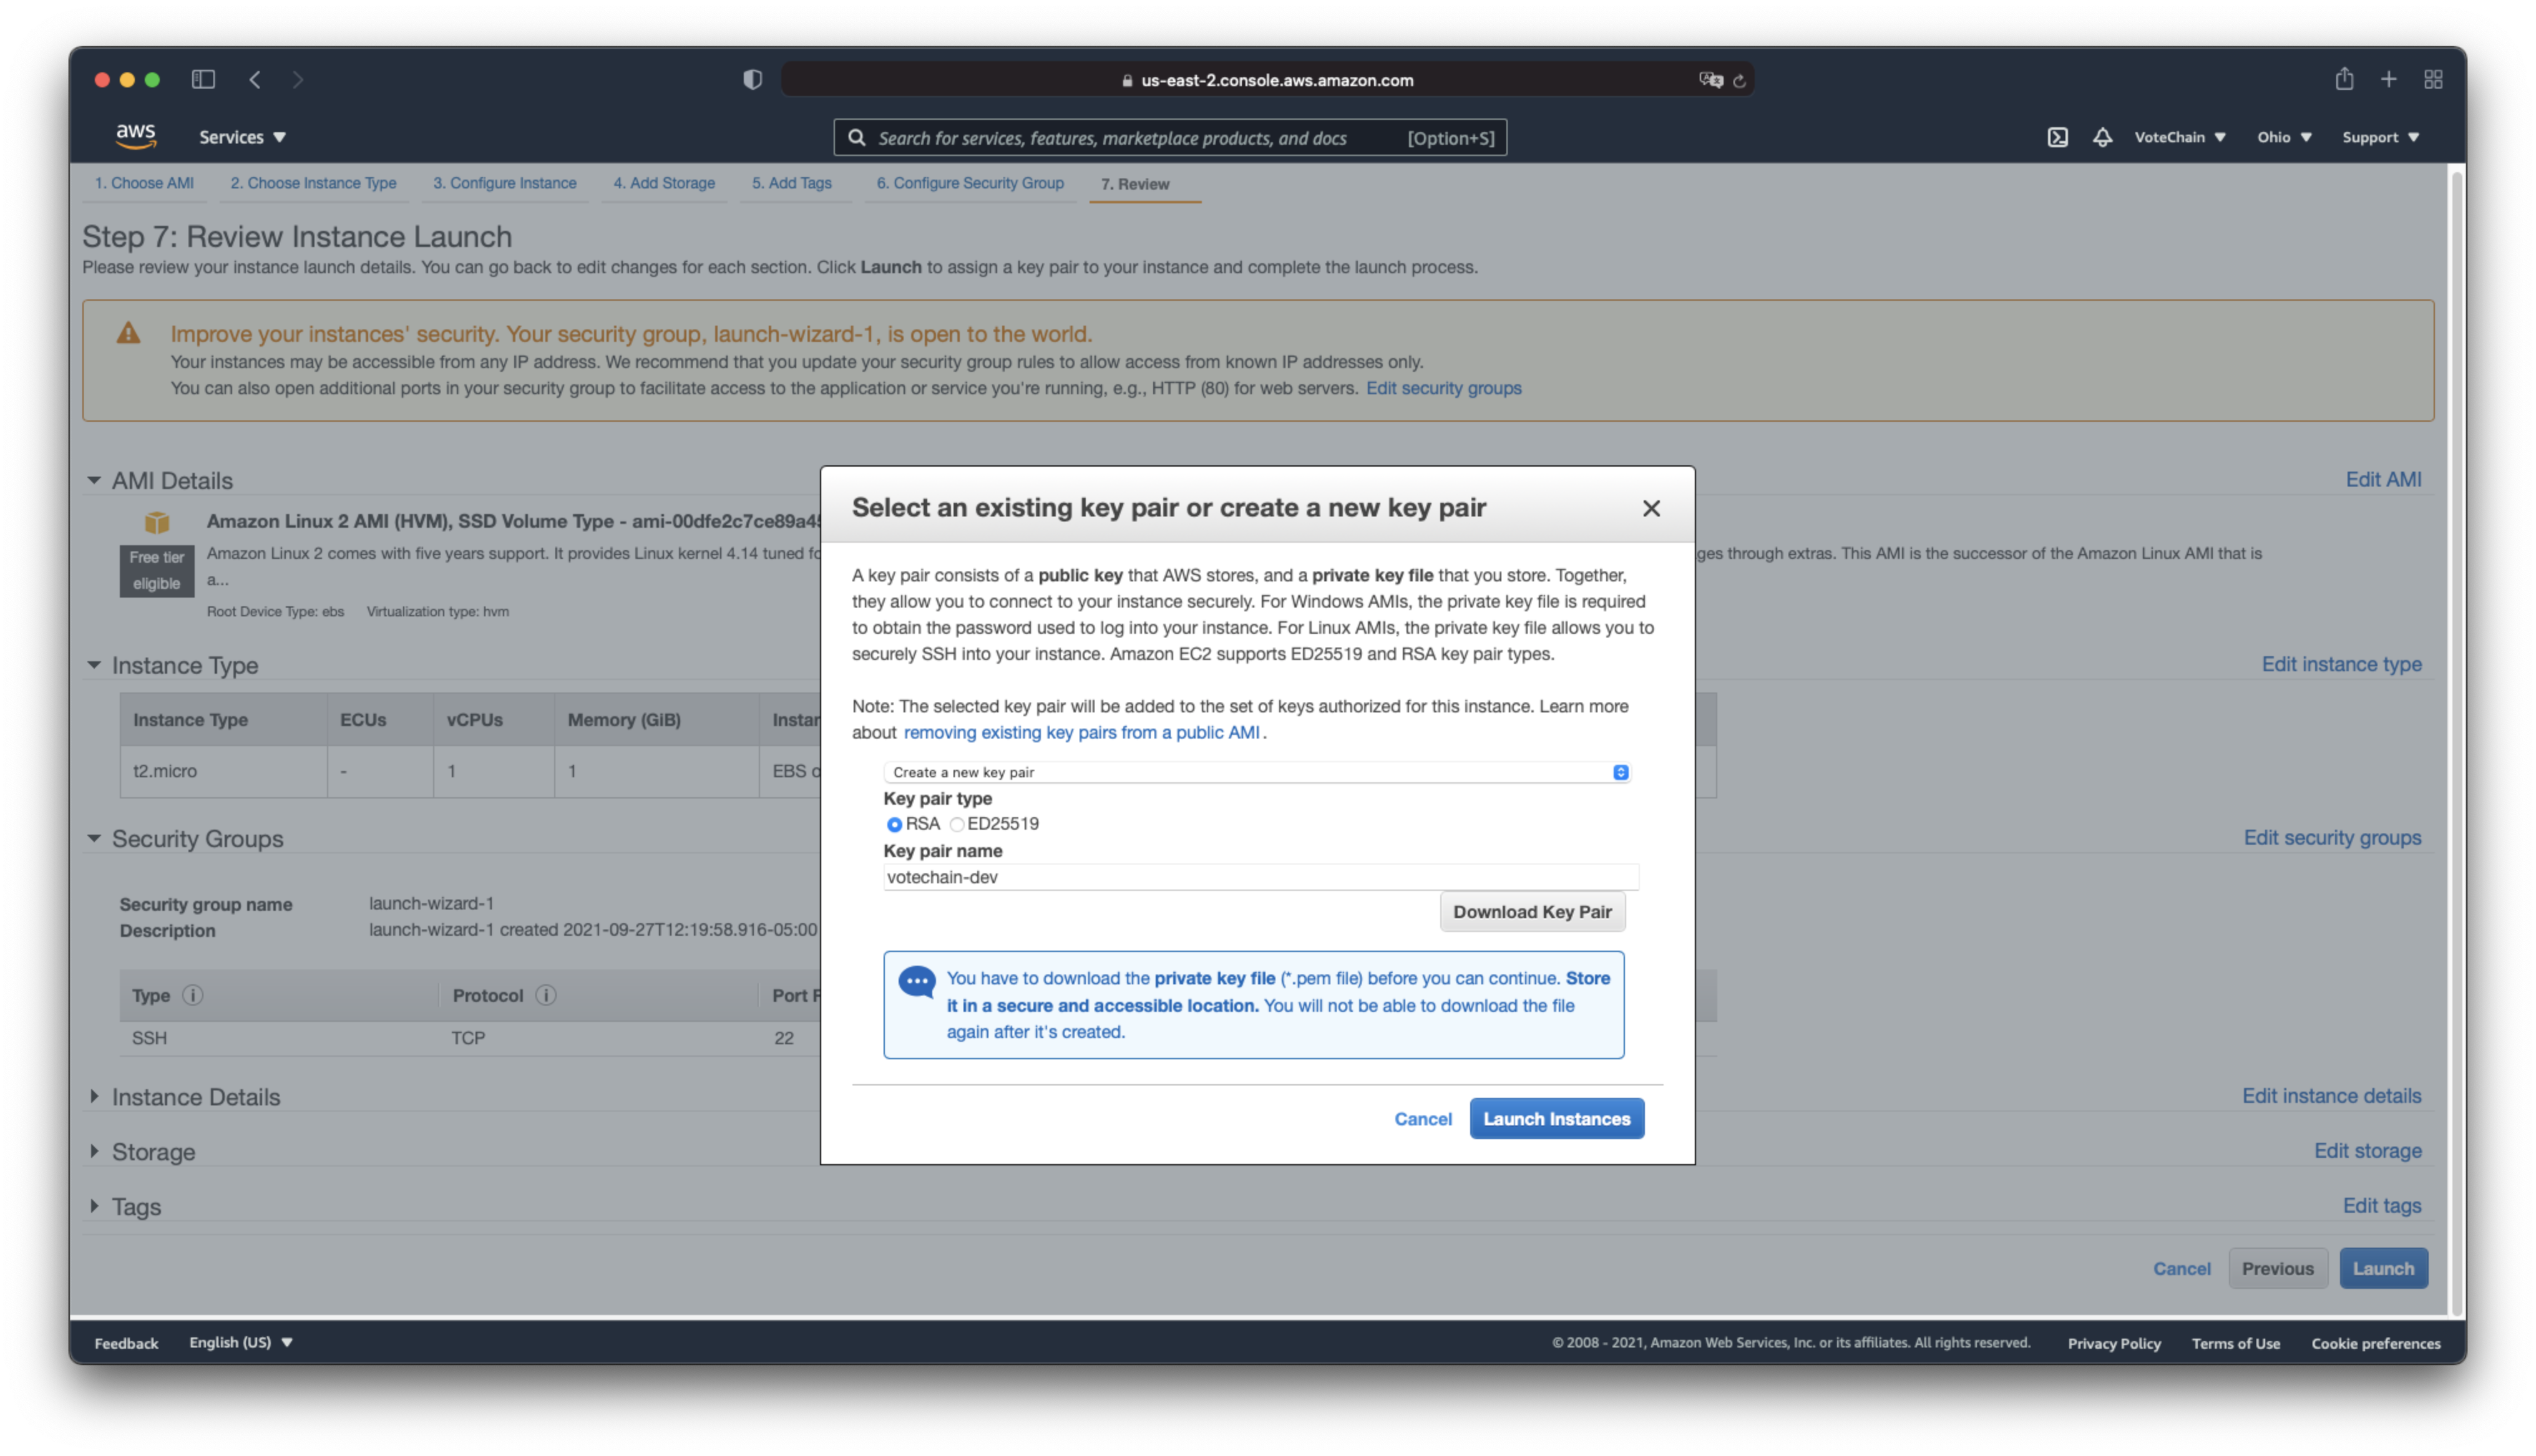 us-east-2.console.aws.amazon.com
aws
Services
Search for services, features, marketplace products, and docs [Option+S]
VoteChain
Ohio
Support
1. Choose AMI
2. Choose Instance Type
3. Configure Instance
4. Add Storage
5. Add Tags
6. Configure Security Group
7. Review
Step 7: Review Instance Launch
Please review your instance launch details. You can go back to edit changes for each section. Click Launch to assign a key pair to your instance and complete the launch process.
Improve your instances' security. Your security group, launch-wizard-1, is open to the world.
Your instances may be accessible from any IP address. We recommend that you update your security group rules to allow access from known IP addresses only.
You can also open additional ports in your security group to facilitate access to the application or service you're running, e.g., HTTP (80) for web servers. Edit security groups
AMI Details
Edit AMI
Amazon Linux 2 AMI (HVM), SSD Volume Type - ami-00dfe2c7ce89a45
Free tier
eligible
Amazon Linux 2 comes with five years support. It provides Linux kernel 4.14 tuned fo
ges through extras. This AMI is the successor of the Amazon Linux AMI that is
a...
Root Device Type: ebs Virtualization type: hvm
Instance Type
Edit instance type
Instance Type ECUs vCPUs Memory (GiB) Instan
t2.micro - 1 1 EBS o
Security Groups
Edit security groups
Security group name launch-wizard-1
Description launch-wizard-1 created 2021-09-27T12:19:58.916-05:00
Type Protocol Port F
SSH TCP 22
Instance Details
Edit instance details
Storage
Edit storage
Tags
Edit tags
Cancel
Previous
Launch
Select an existing key pair or create a new key pair
A key pair consists of a public key that AWS stores, and a private key file that you store. Together,
they allow you to connect to your instance securely. For Windows AMIs, the private key file is required
to obtain the password used to log into your instance. For Linux AMIs, the private key file allows you to
securely SSH into your instance. Amazon EC2 supports ED25519 and RSA key pair types.
Note: The selected key pair will be added to the set of keys authorized for this instance. Learn more
about removing existing key pairs from a public AMI.
Create a new key pair
Key pair type
RSA ED25519
Key pair name
votechain-dev
Download Key Pair
You have to download the private key file (*.pem file) before you can continue. Store
it in a secure and accessible location. You will not be able to download the file
again after it's created.
Cancel
Launch Instances
Feedback
English (US)
© 2008 - 2021, Amazon Web Services, Inc. or its affiliates. All rights reserved.
Privacy Policy
Terms of Use
Cookie preferences